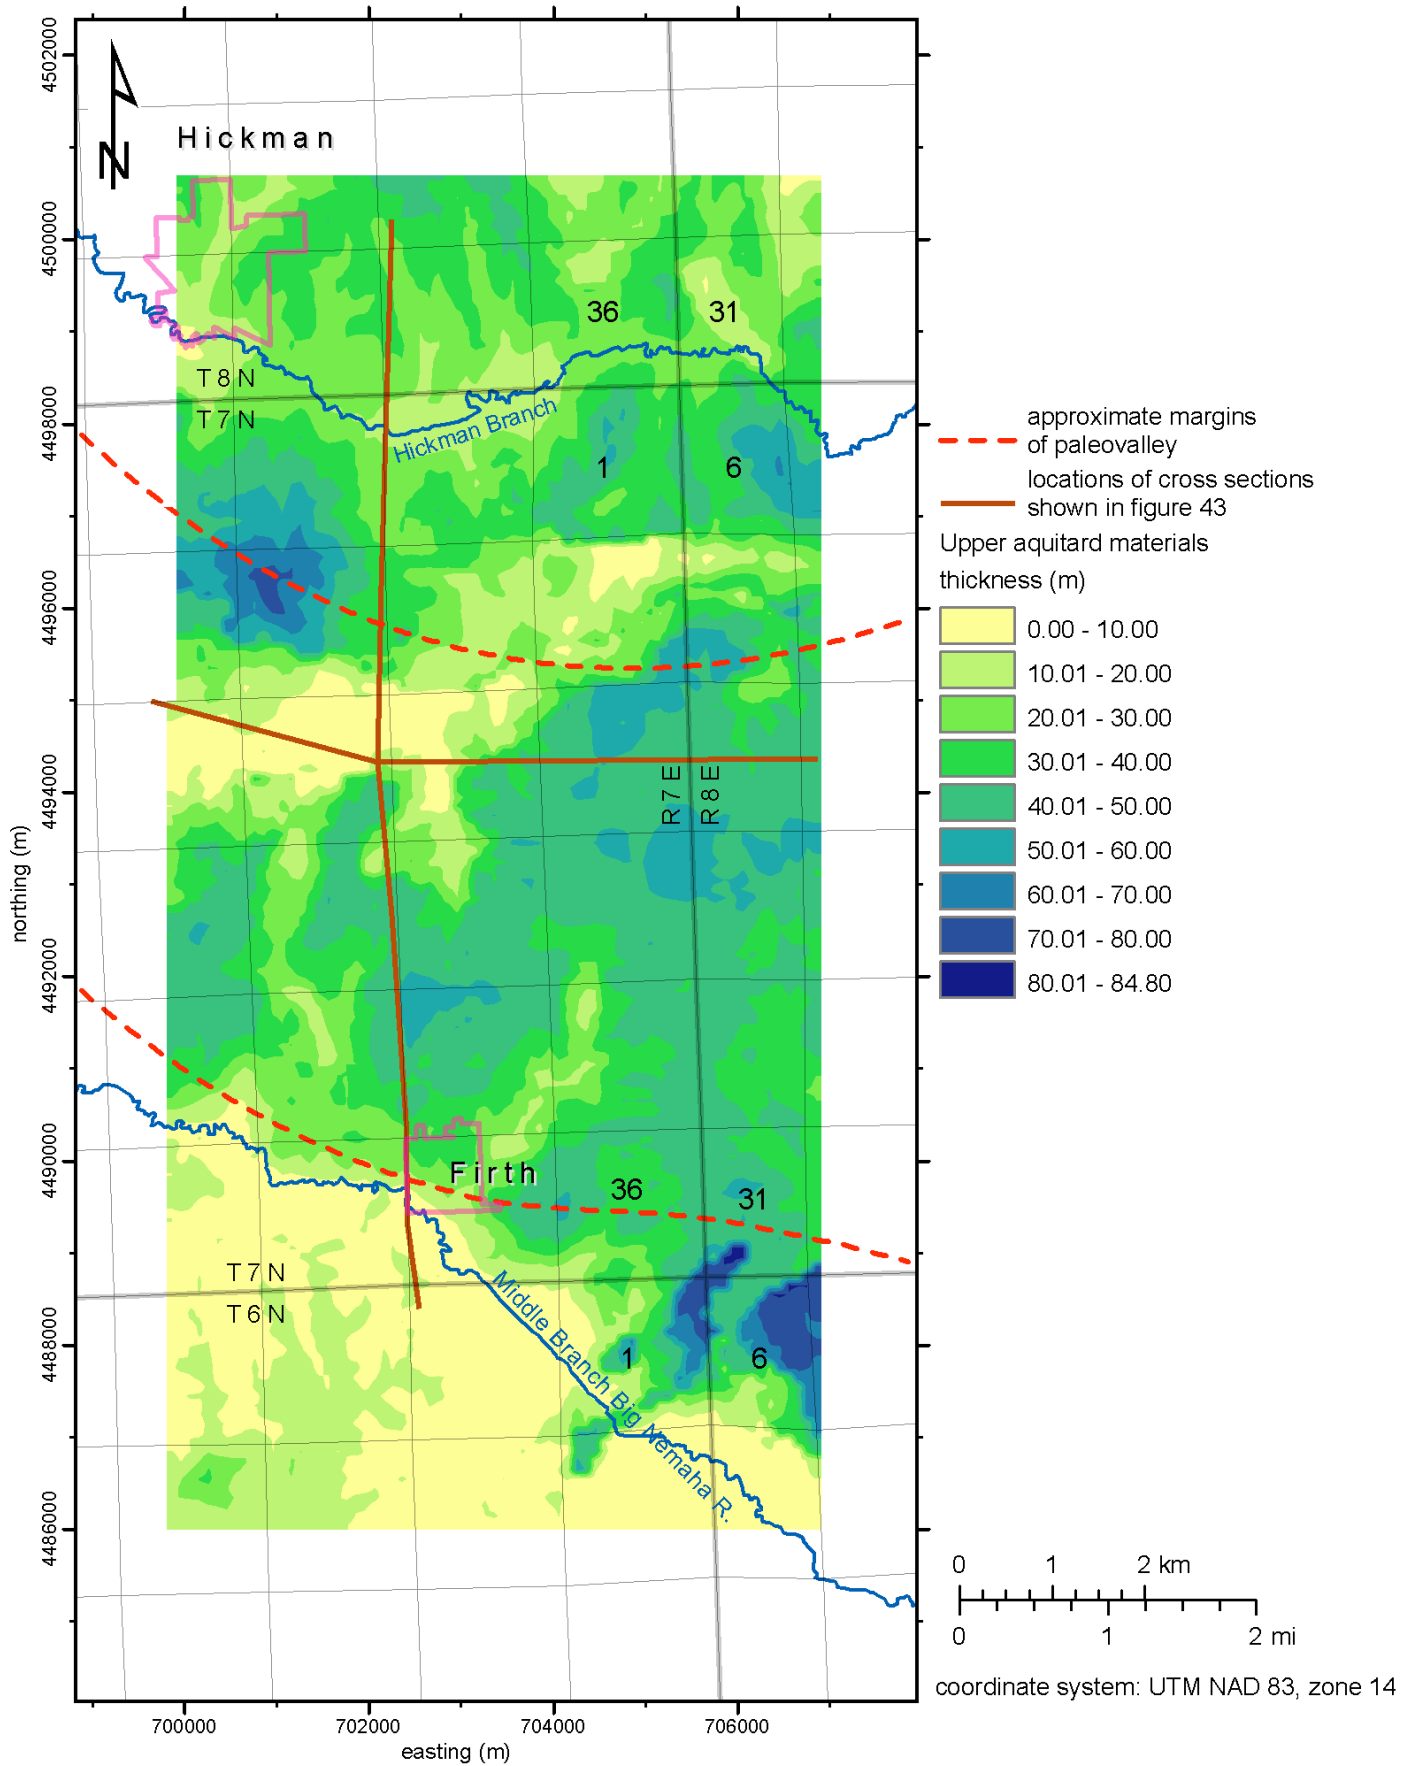 4502000
4500000
4498000
4496000
4494000
4492000
4490000
4488000
4486000
northing (m)
N
Hickman
36
31
T8N
T7N
Hickman Branch
1
6
R7E
R8E
Firth
36
31
T7N
T6N
Middle Branch Big Nemaha R.
1
6
700000
702000
704000
706000
easting (m)
approximate margins
of paleovalley
locations of cross sections
shown in figure 43
Upper aquitard materials
thickness (m)
0.00 - 10.00
10.01 - 20.00
20.01 - 30.00
30.01 - 40.00
40.01 - 50.00
50.01 - 60.00
60.01 - 70.00
70.01 - 80.00
80.01 - 84.80
0 1 2 km
0 1 2 mi
coordinate system: UTM NAD 83, zone 14